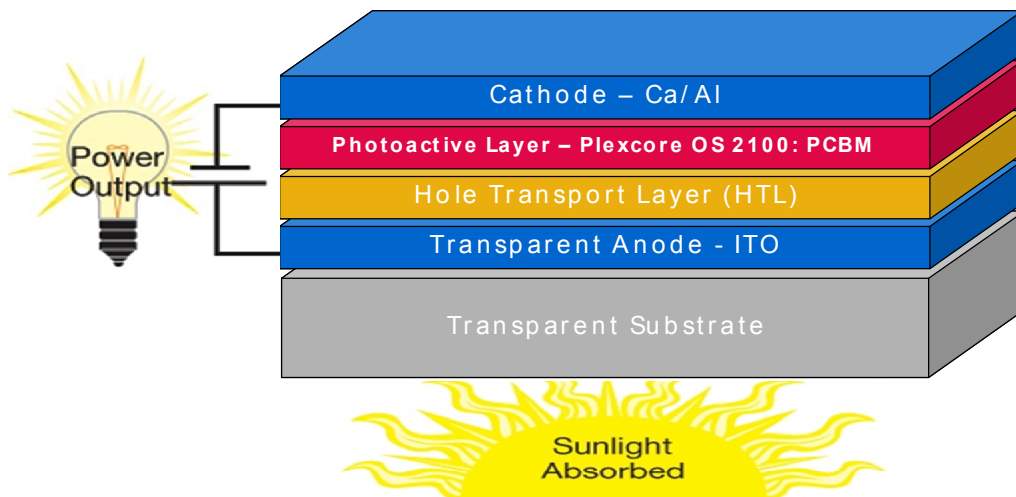 Cathode – Ca/Al
Photoactive Layer – Plexcore OS 2100: PCBM
Power
Output
Hole Transport Layer (HTL)
Transparent Anode - ITO
Transparent Substrate
Sunlight
Absorbed